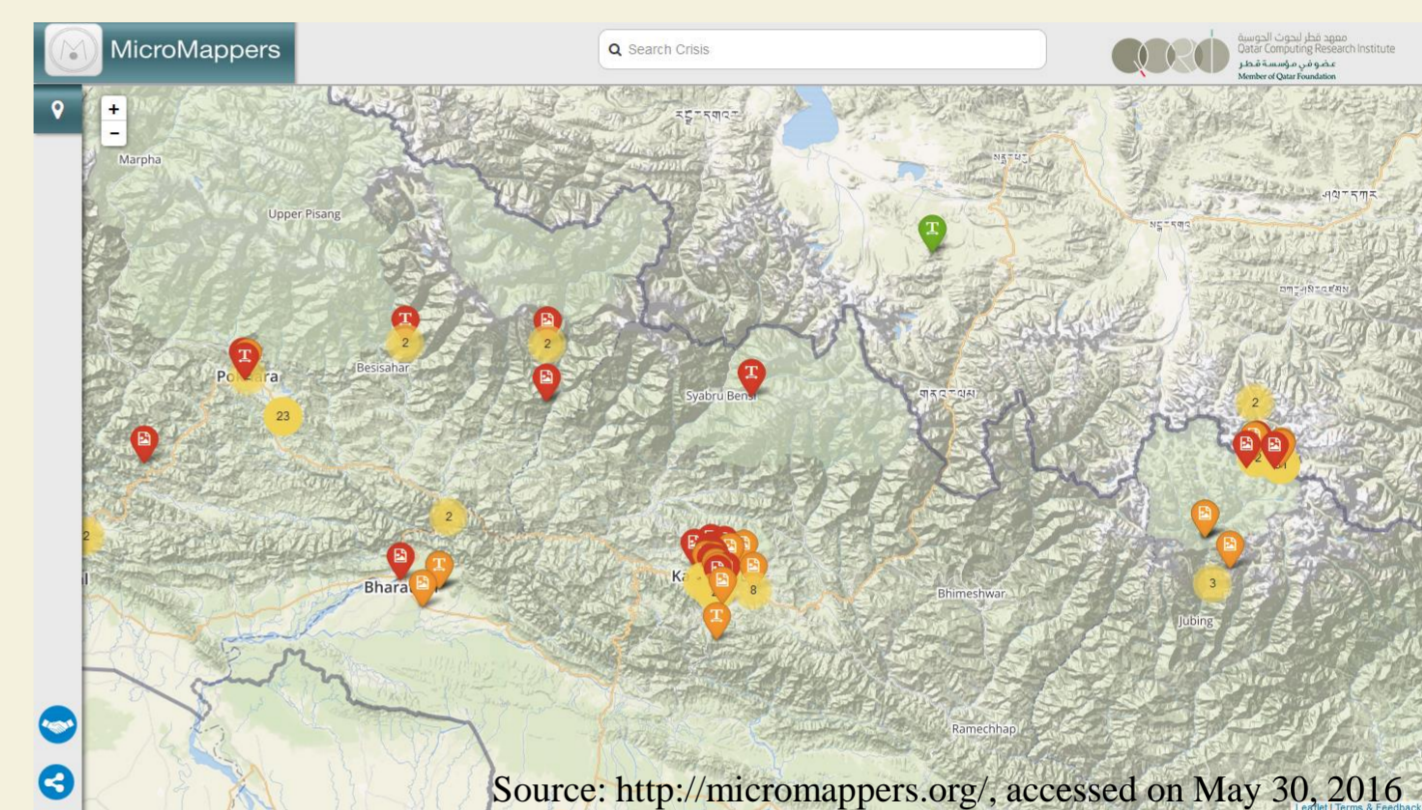 MicroMappers
Search Crisis
معهد قطر لبحوث الحوسبة
Qatar Computing Research Institute
عضو في مؤسسة قطر
Member of Qatar Foundation
+
−
Marpha
Upper Pisang
2
2
Besisahar
Syabru Bensi
23
2
2
2
8
Bhimeshwar
3
Jubing
Ramechhap
Source: http://micromappers.org/, accessed on May 30, 2016
Leaflet | Terms & Feedback